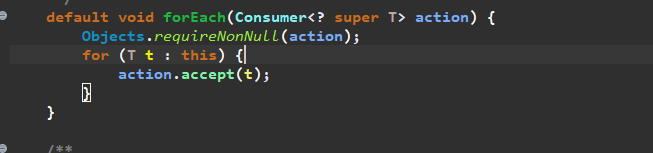 default void forEach(Consumer<? super T> action) {
Objects.requireNonNull(action);
for (T t : this) {
action.accept(t);
}
}
/**